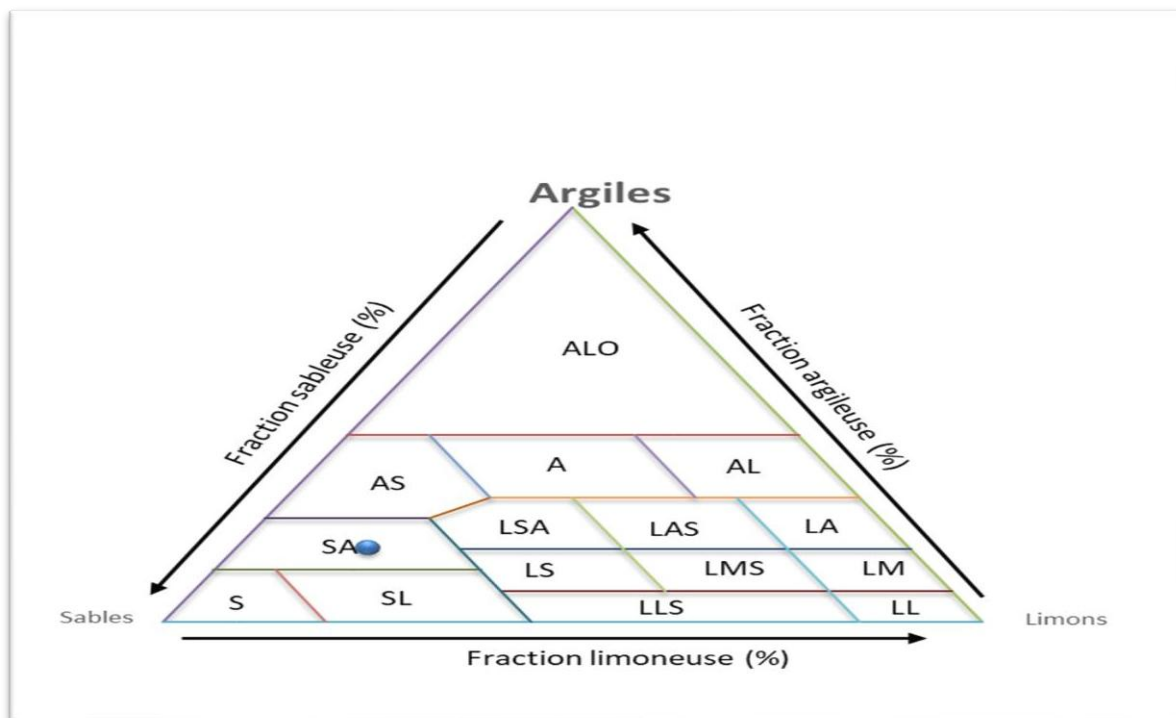 Argiles
Fraction sableuse (%)
Fraction argileuse (%)
ALO
AS
A
AL
SA
LSA
LAS
LA
LS
LMS
LM
S
SL
LLS
LL
Sables
Limons
Fraction limoneuse (%)